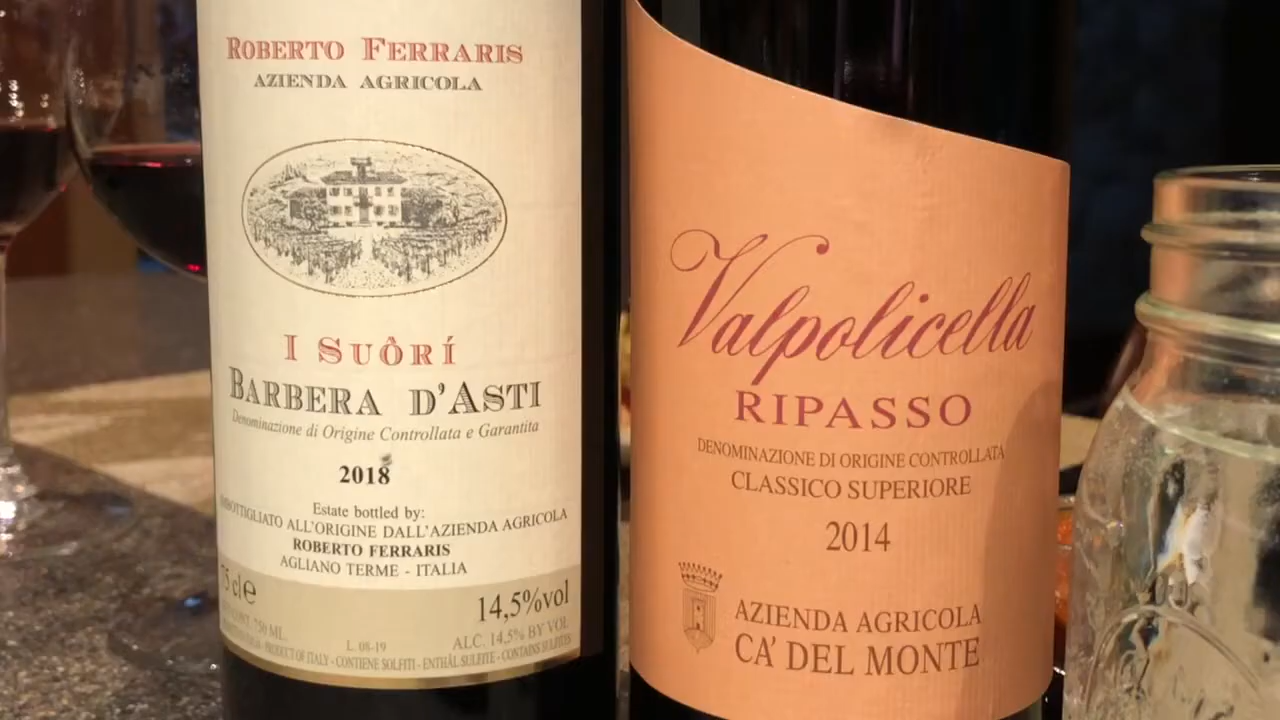 ROBERTO FERRARIS
AZIENDA AGRICOLA
I SUÔRÍ
BARBERA D'ASTI
Denominazione di Origine Controllata e Garantita
2018
Estate bottled by:
IMBOTTIGLIATO ALL'ORIGINE DALL'AZIENDA AGRICOLA
ROBERTO FERRARIS
AGLIANO TERME - ITALIA
75 cl e
14,5%vol
750 ML.
L. 08-19
ALC. 14.5% BY VOL
PRODUCT OF ITALY - CONTIENE SOLFITI - ENTHÄL SULFITE - CONTAINS SULFITES
Valpolicella
RIPASSO
DENOMINAZIONE DI ORIGINE CONTROLLATA
CLASSICO SUPERIORE
2014
AZIENDA AGRICOLA
CA' DEL MONTE